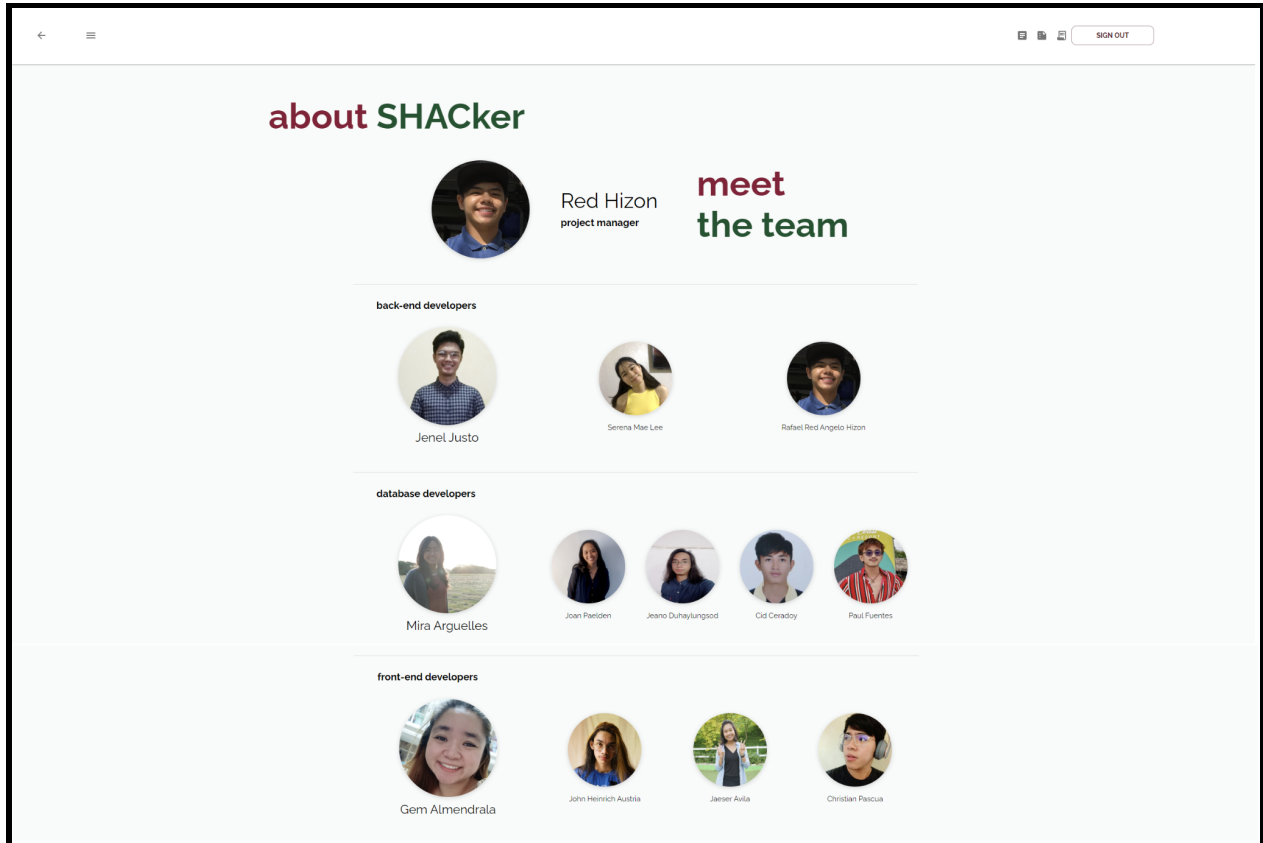 SIGN OUT
about SHACker
Red Hizon
project manager
meet
the team
back-end developers
Jenel Justo
Serena Mae Lee
Rafael Red Angelo Hizon
database developers
Mira Arguelles
Joan Paelden
Jeano Duhaylungsod
Cid Ceradoy
Paul Fuentes
front-end developers
Gem Almendrala
John Heinrich Austria
Jaeser Avila
Christian Pascua